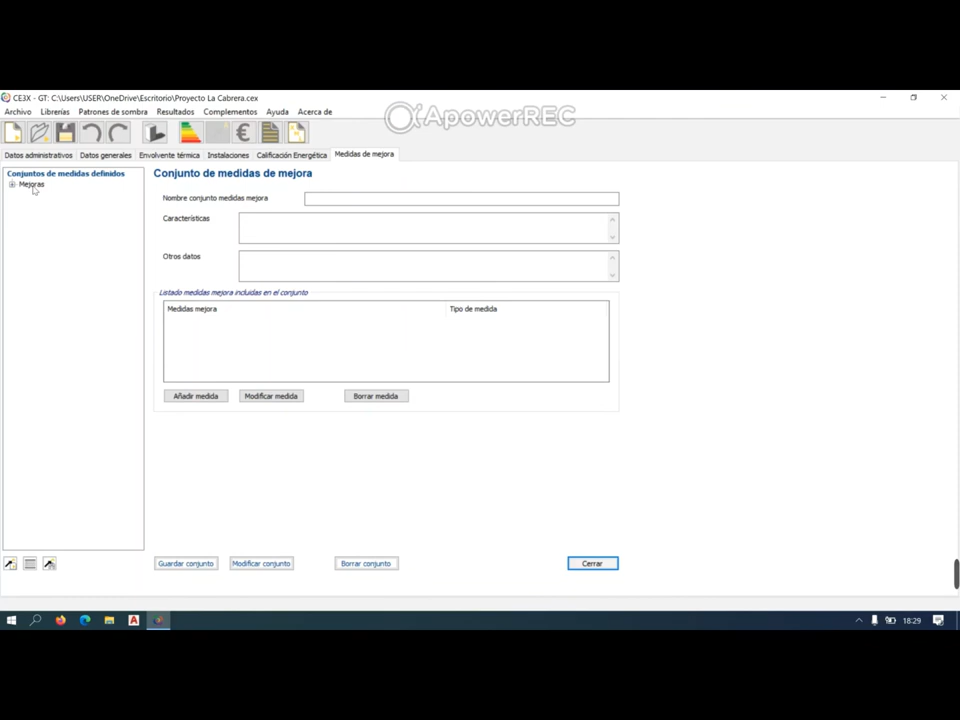 ApowerREC
CE3X - GT: C:\Users\USER\OneDrive\Escritorio\Proyecto La Cabrera.cex
Archivo Librerías Patrones de sombra Resultados Complementos Ayuda Acerca de
Datos administrativos Datos generales Envolvente térmica Instalaciones Calificación Energética Medidas de mejora
Conjuntos de medidas definidos
Mejoras
Conjunto de medidas de mejora
Nombre conjunto medidas mejora
Características
Otros datos
Listado medidas mejora incluidas en el conjunto
Medidas mejora Tipo de medida
Añadir medida Modificar medida Borrar medida
Guardar conjunto Modificar conjunto Borrar conjunto Cerrar
18:29